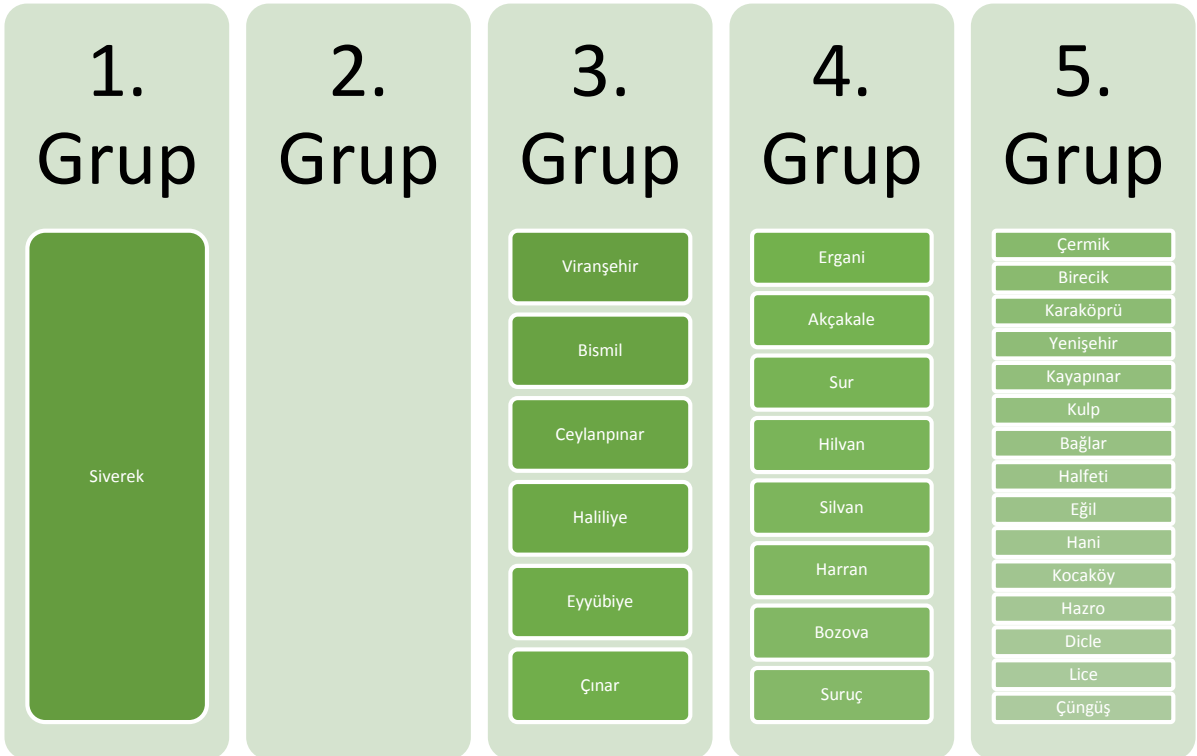 1.
Grup
Siverek
2.
Grup
3.
Grup
Viranşehir
Bismil
Ceylanpınar
Haliliye
Eyyübiye
Çınar
4.
Grup
Ergani
Akçakale
Sur
Hilvan
Silvan
Harran
Bozova
Suruç
5.
Grup
Çermik
Birecik
Karaköprü
Yenişehir
Kayapınar
Kulp
Bağlar
Halfeti
Eğil
Hani
Kocaköy
Hazro
Dicle
Lice
Çüngüş